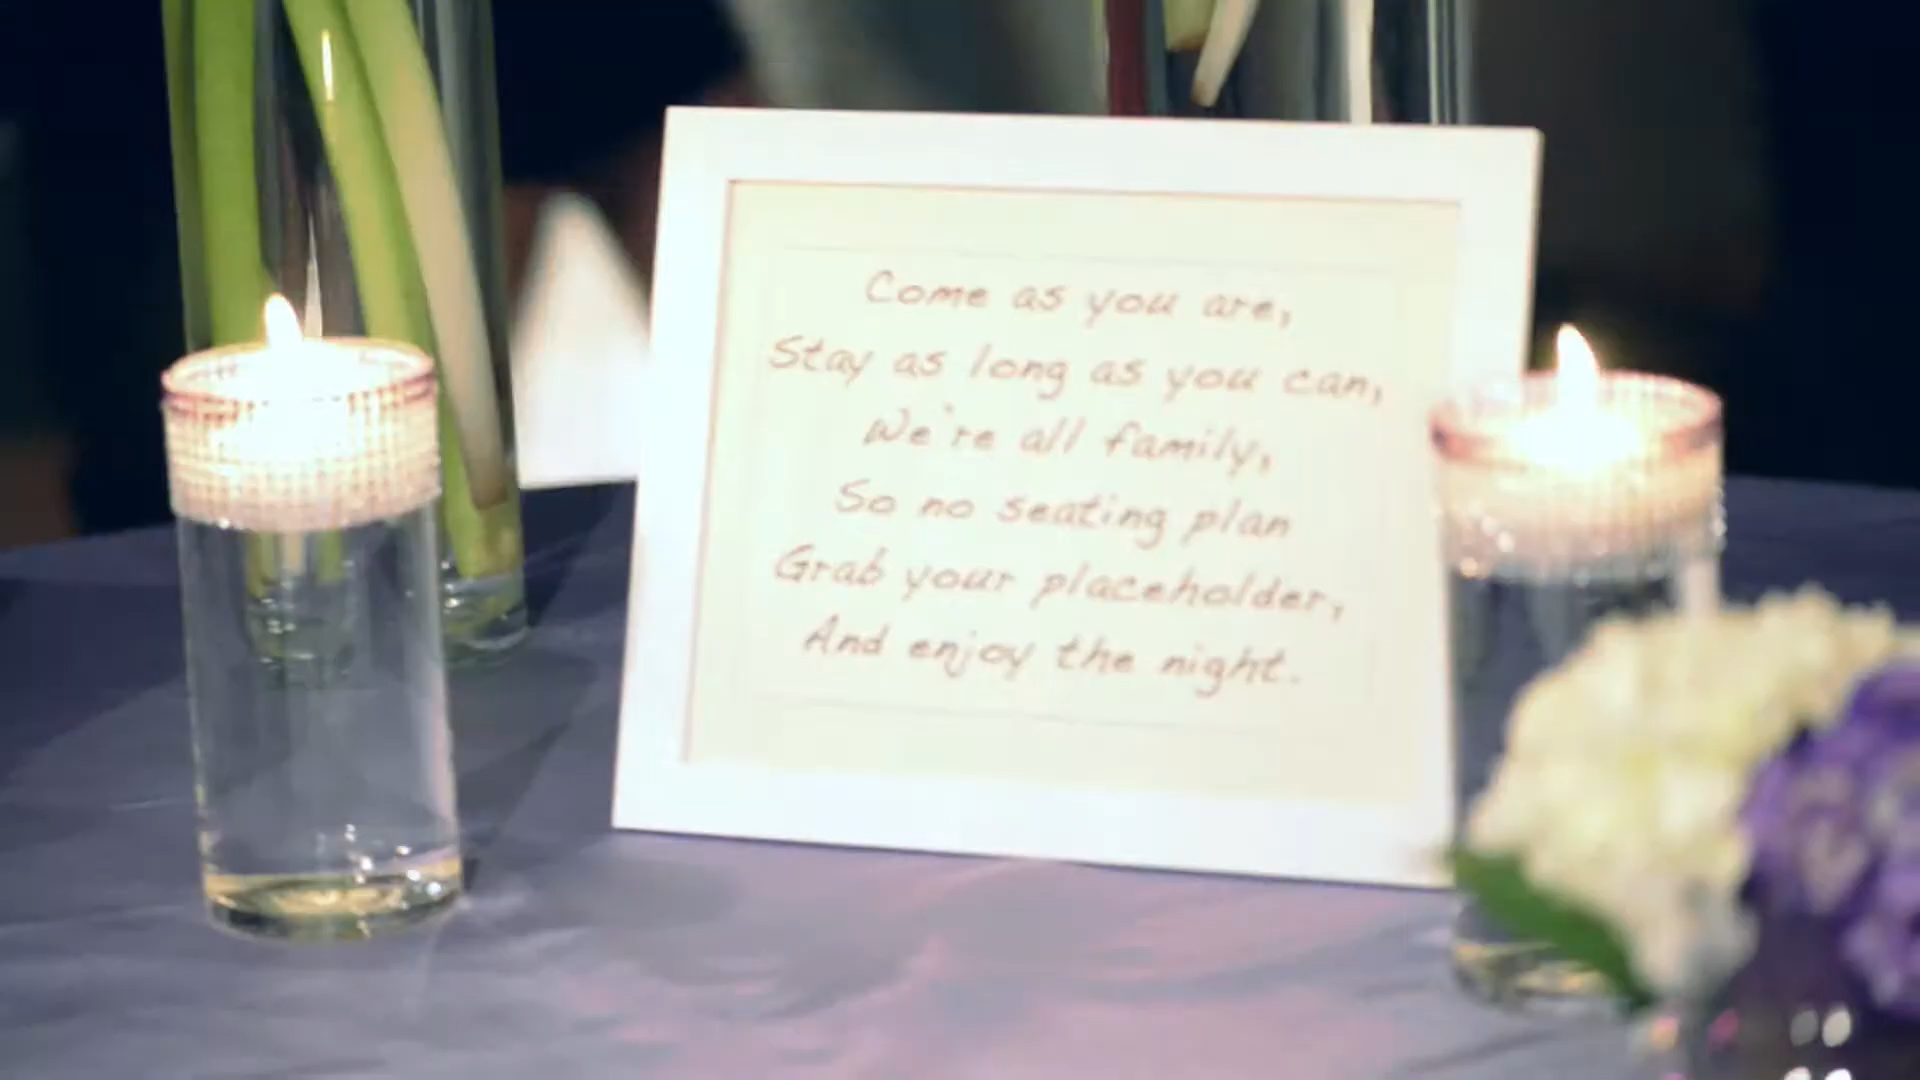 Come as you are,
Stay as long as you can,
We're all family,
So no seating plan
Grab your placeholder,
And enjoy the night.